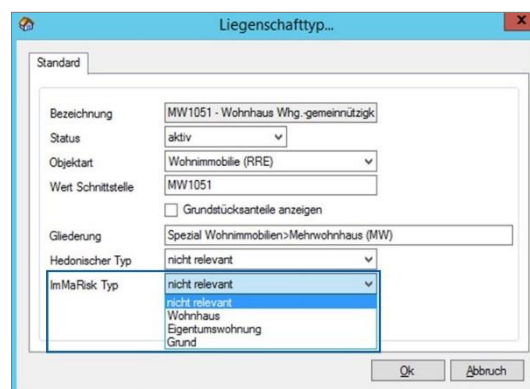 Liegenschafttyp...
x
Standard
Bezeichnung MW1051 - Wohnhaus Whg.-gemeinnützigk
Status aktiv
Objektart Wohnimmobilie (RRE)
Wert Schnittstelle MW1051
Grundstücksanteile anzeigen
Gliederung Spezial Wohnimmobilien>Mehrwohnhaus (MW)
Hedonischer Typ nicht relevant
ImMaRisk Typ nicht relevant
nicht relevant
Wohnhaus
Eigentumswohnung
Grund
Ok Abbruch